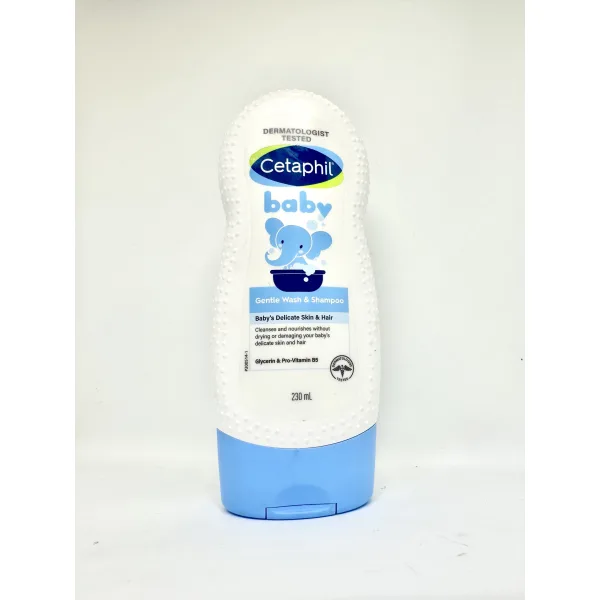 DERMATOLOGIST
TESTED
Cetaphil
baby
Gentle Wash & Shampoo
Baby's Delicate Skin & Hair
Cleanses and nourishes without
drying or damaging your baby's
delicate skin and hair
Glycerin & Pro-Vitamin B5
230 mL